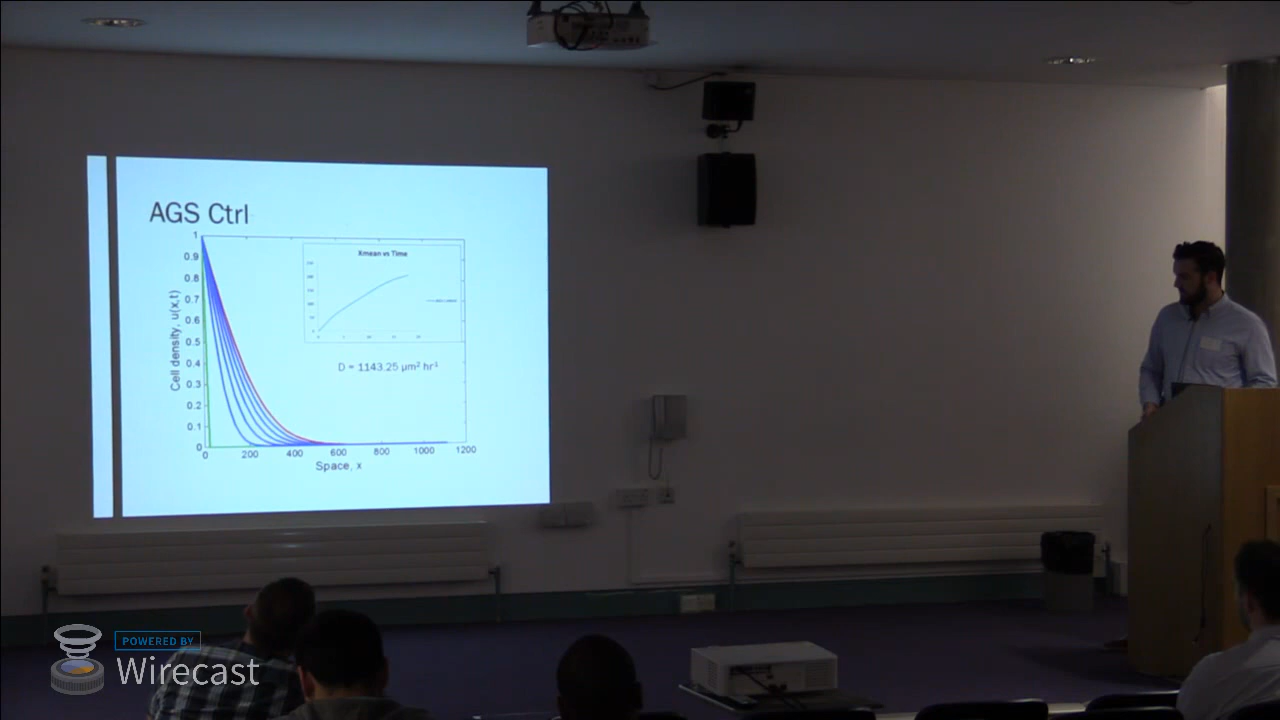 AGS Ctrl
1
0.9
0.8
0.7
0.6
0.5
0.4
0.3
0.2
0.1
0
Cell density, u(x,t)
Xmean vs Time
D = 1143.25 µm² hr¹
0 200 400 600 800 1000 1200
Space, x
POWERED BY
Wirecast